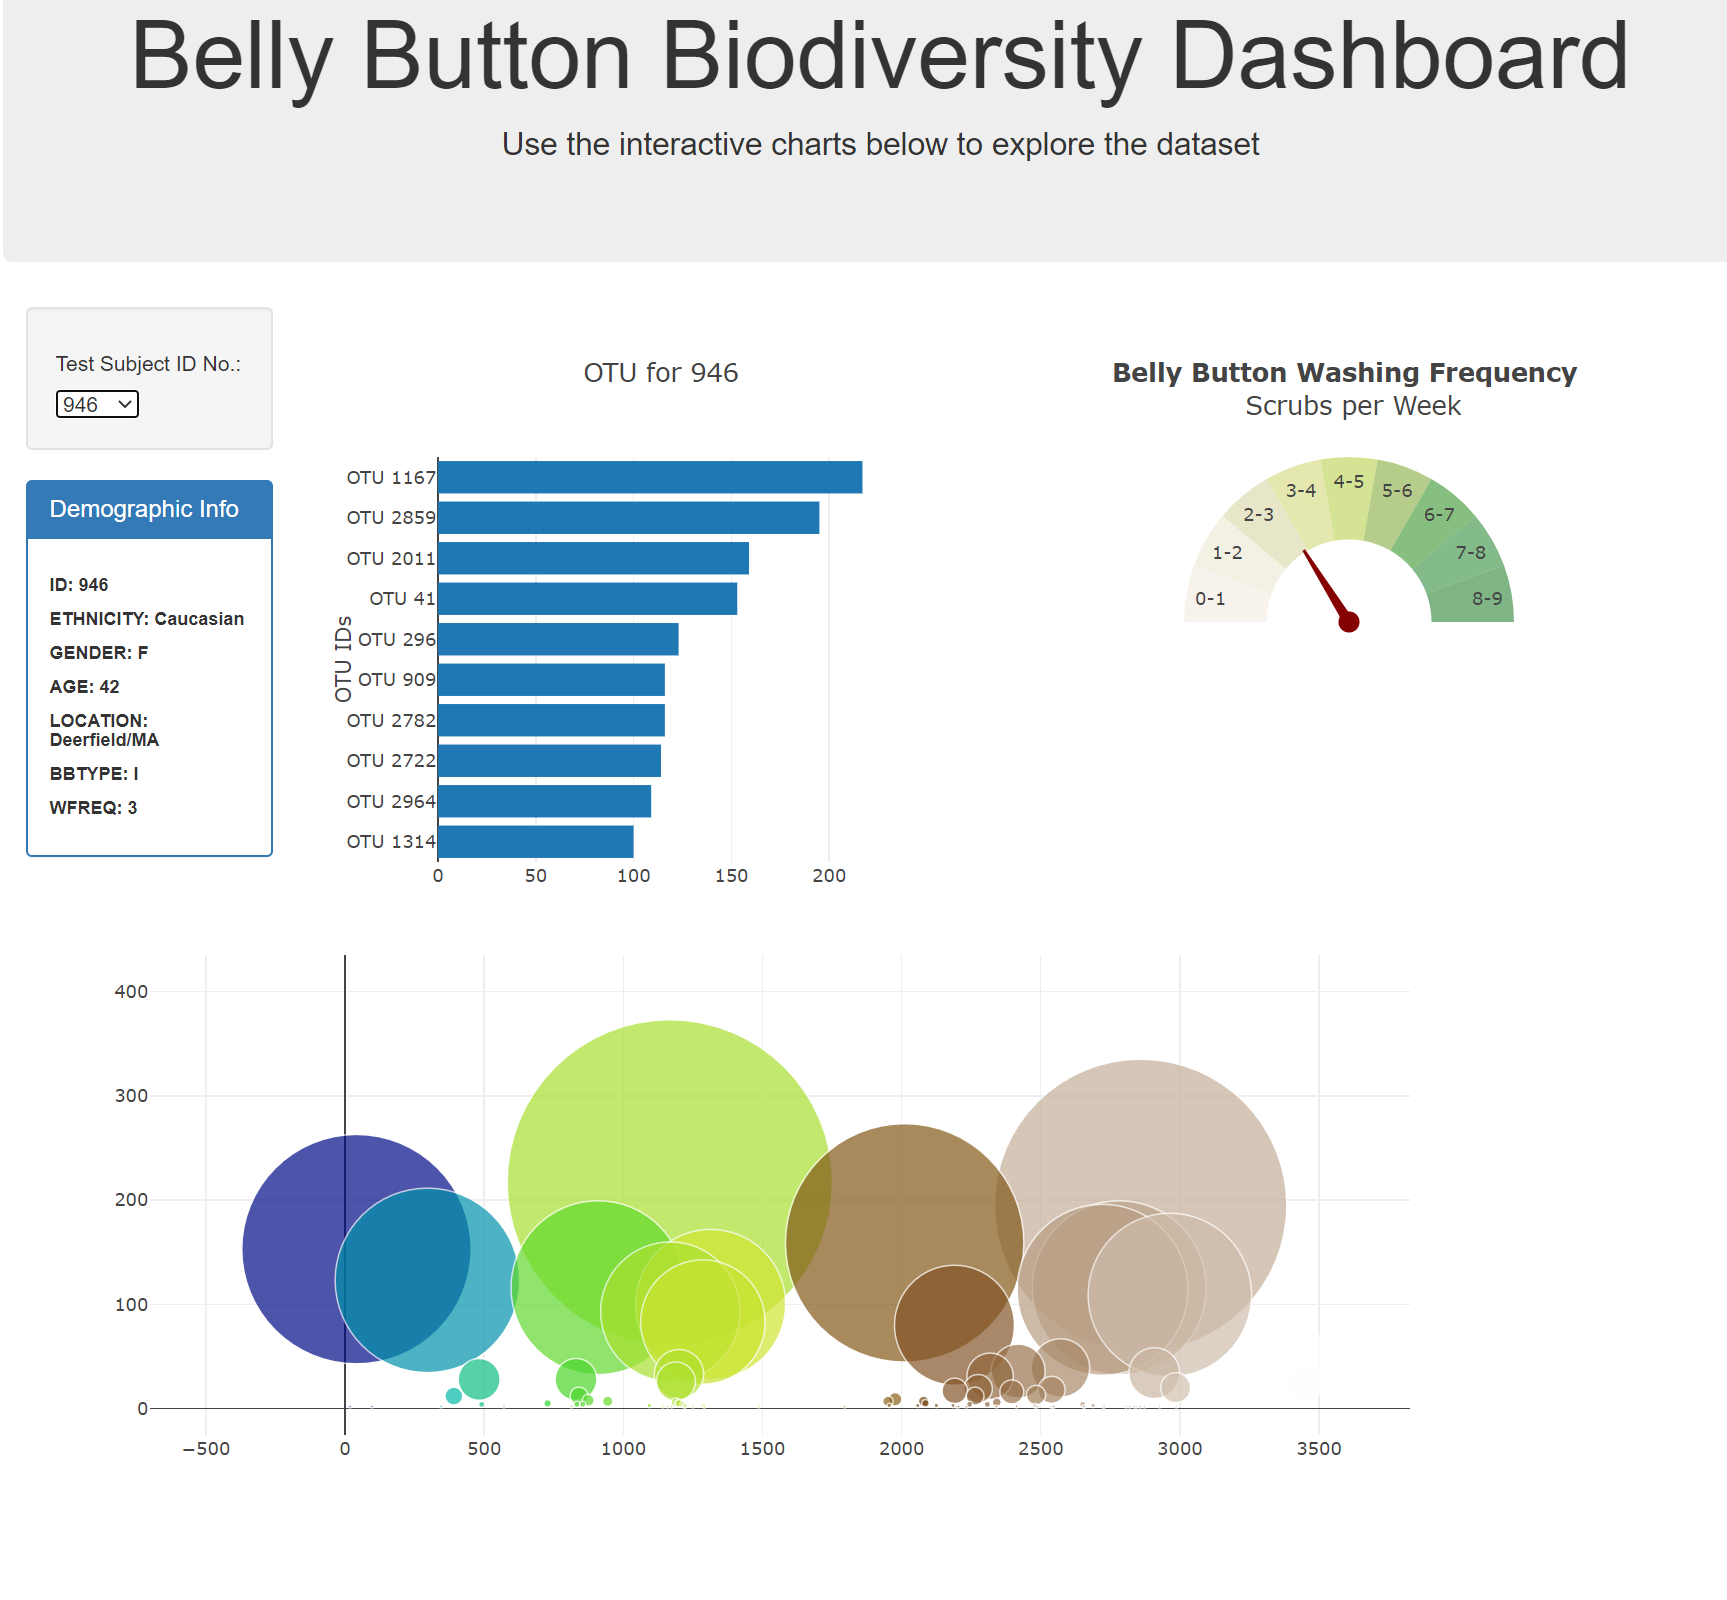 Belly Button Biodiversity Dashboard
Use the interactive charts below to explore the dataset
Test Subject ID No.:
946
Demographic Info
ID: 946
ETHNICITY: Caucasian
GENDER: F
AGE: 42
LOCATION:
Deerfield/MA
BBTYPE: I
WFREQ: 3
OTU for 946
OTU IDs
OTU 1167
OTU 2859
OTU 2011
OTU 41
OTU 296
OTU 909
OTU 2782
OTU 2722
OTU 2964
OTU 1314
0 50 100 150 200
Belly Button Washing Frequency
Scrubs per Week
0-1
1-2
2-3
3-4
4-5
5-6
6-7
7-8
8-9
400
300
200
100
0
−500 0 500 1000 1500 2000 2500 3000 3500